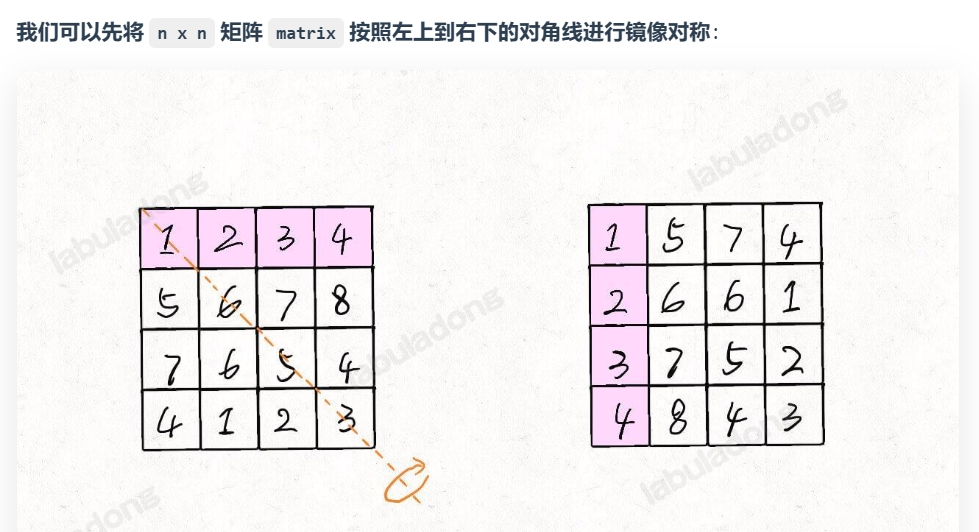 我们可以先将 n x n 矩阵 matrix 按照左上到右下的对角线进行镜像对称：
labuladong
labuladong
1 2 3 4
5 6 7 8
7 6 5 4
4 1 2 3
1 5 7 4
2 6 6 1
3 7 5 2
4 8 4 3
labuladong
labuladong
dong